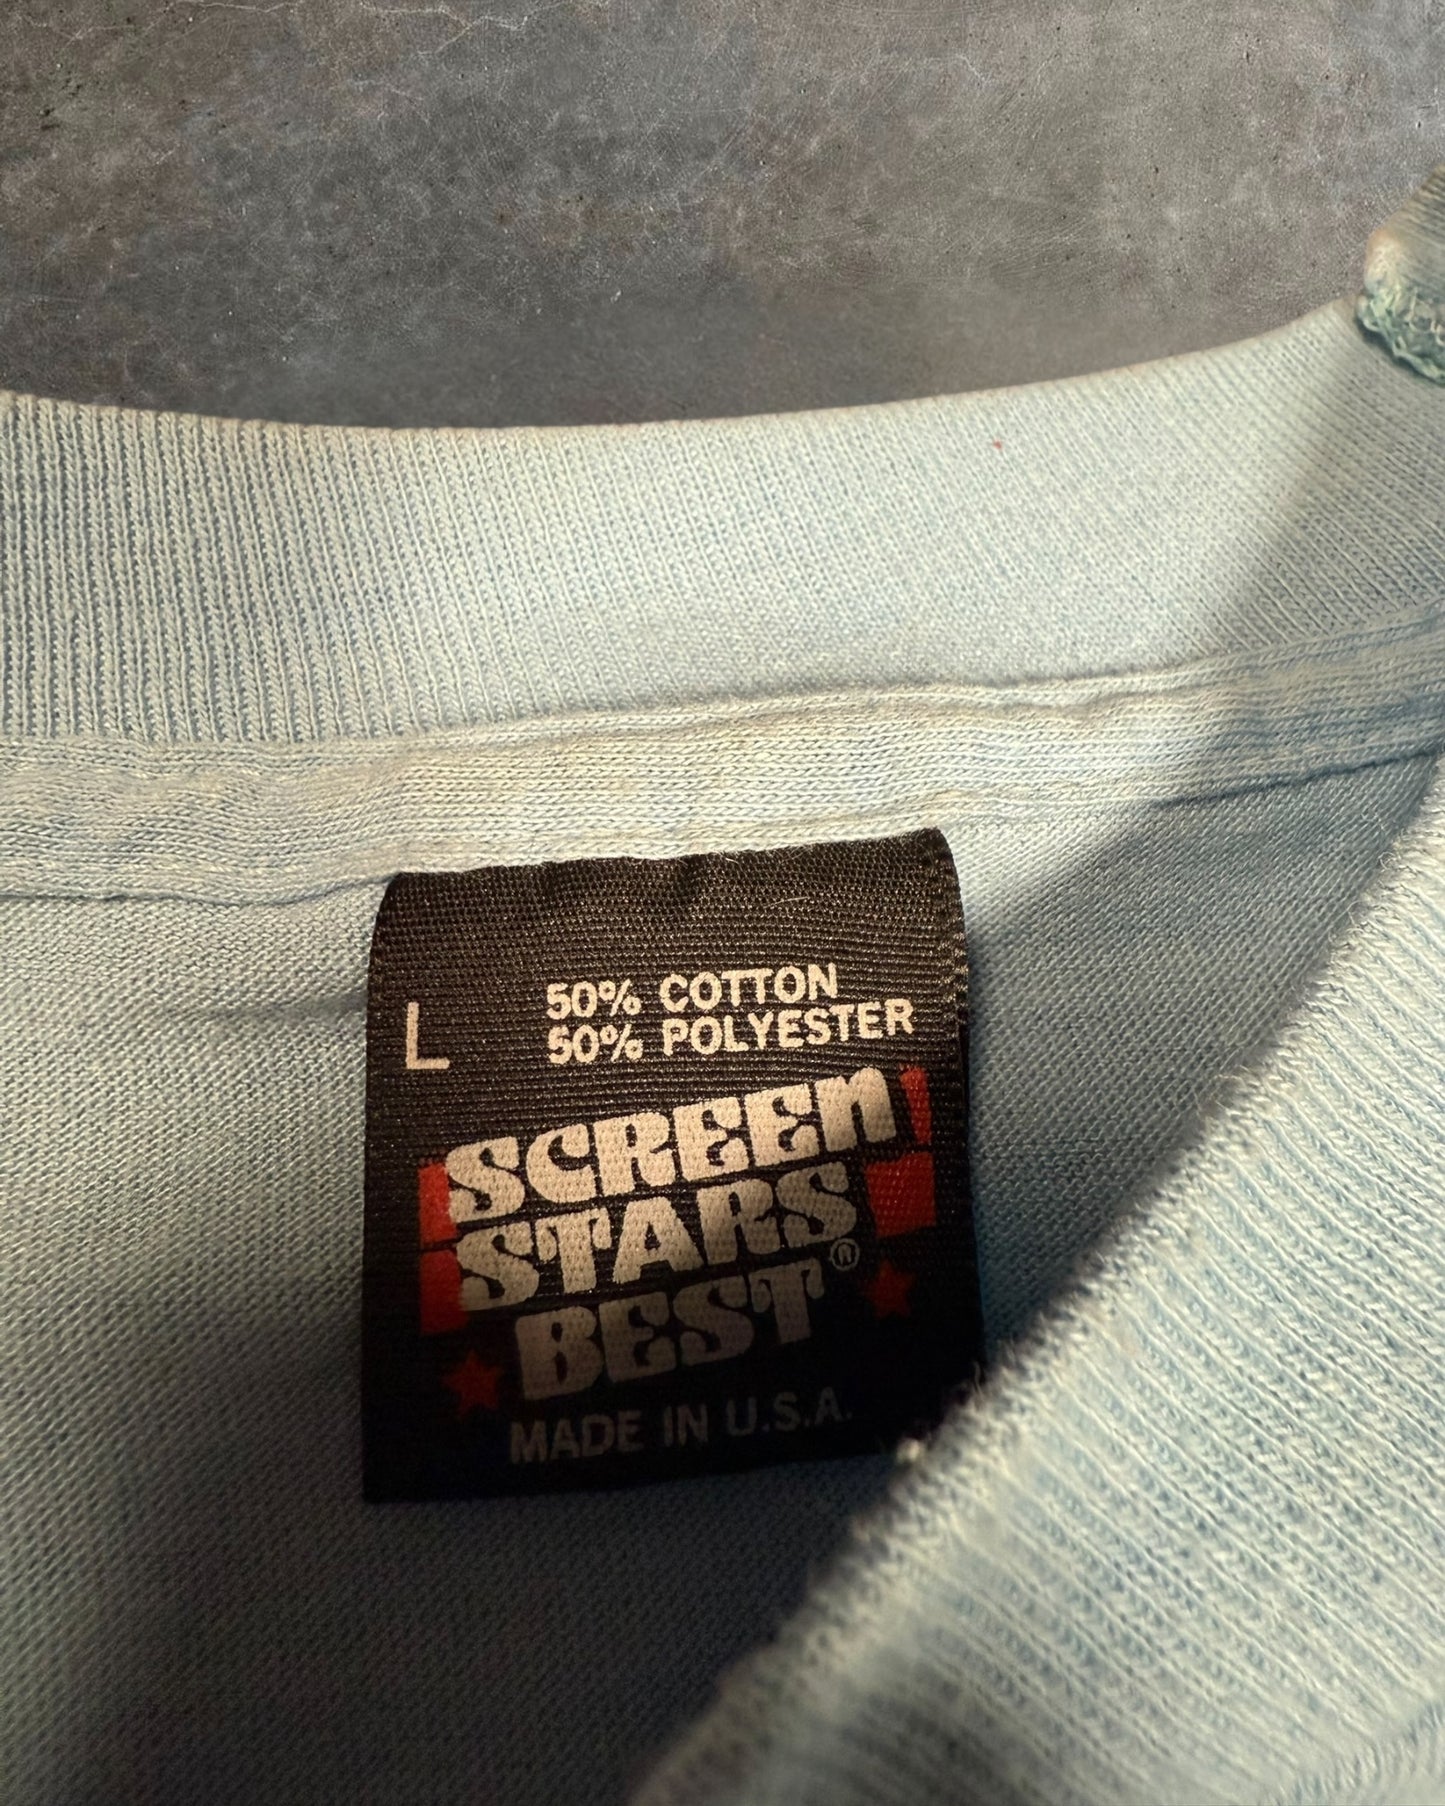 L
50% COTTON
50% POLYESTER
SCREEN
STARS
BEST®
MADE IN U.S.A.